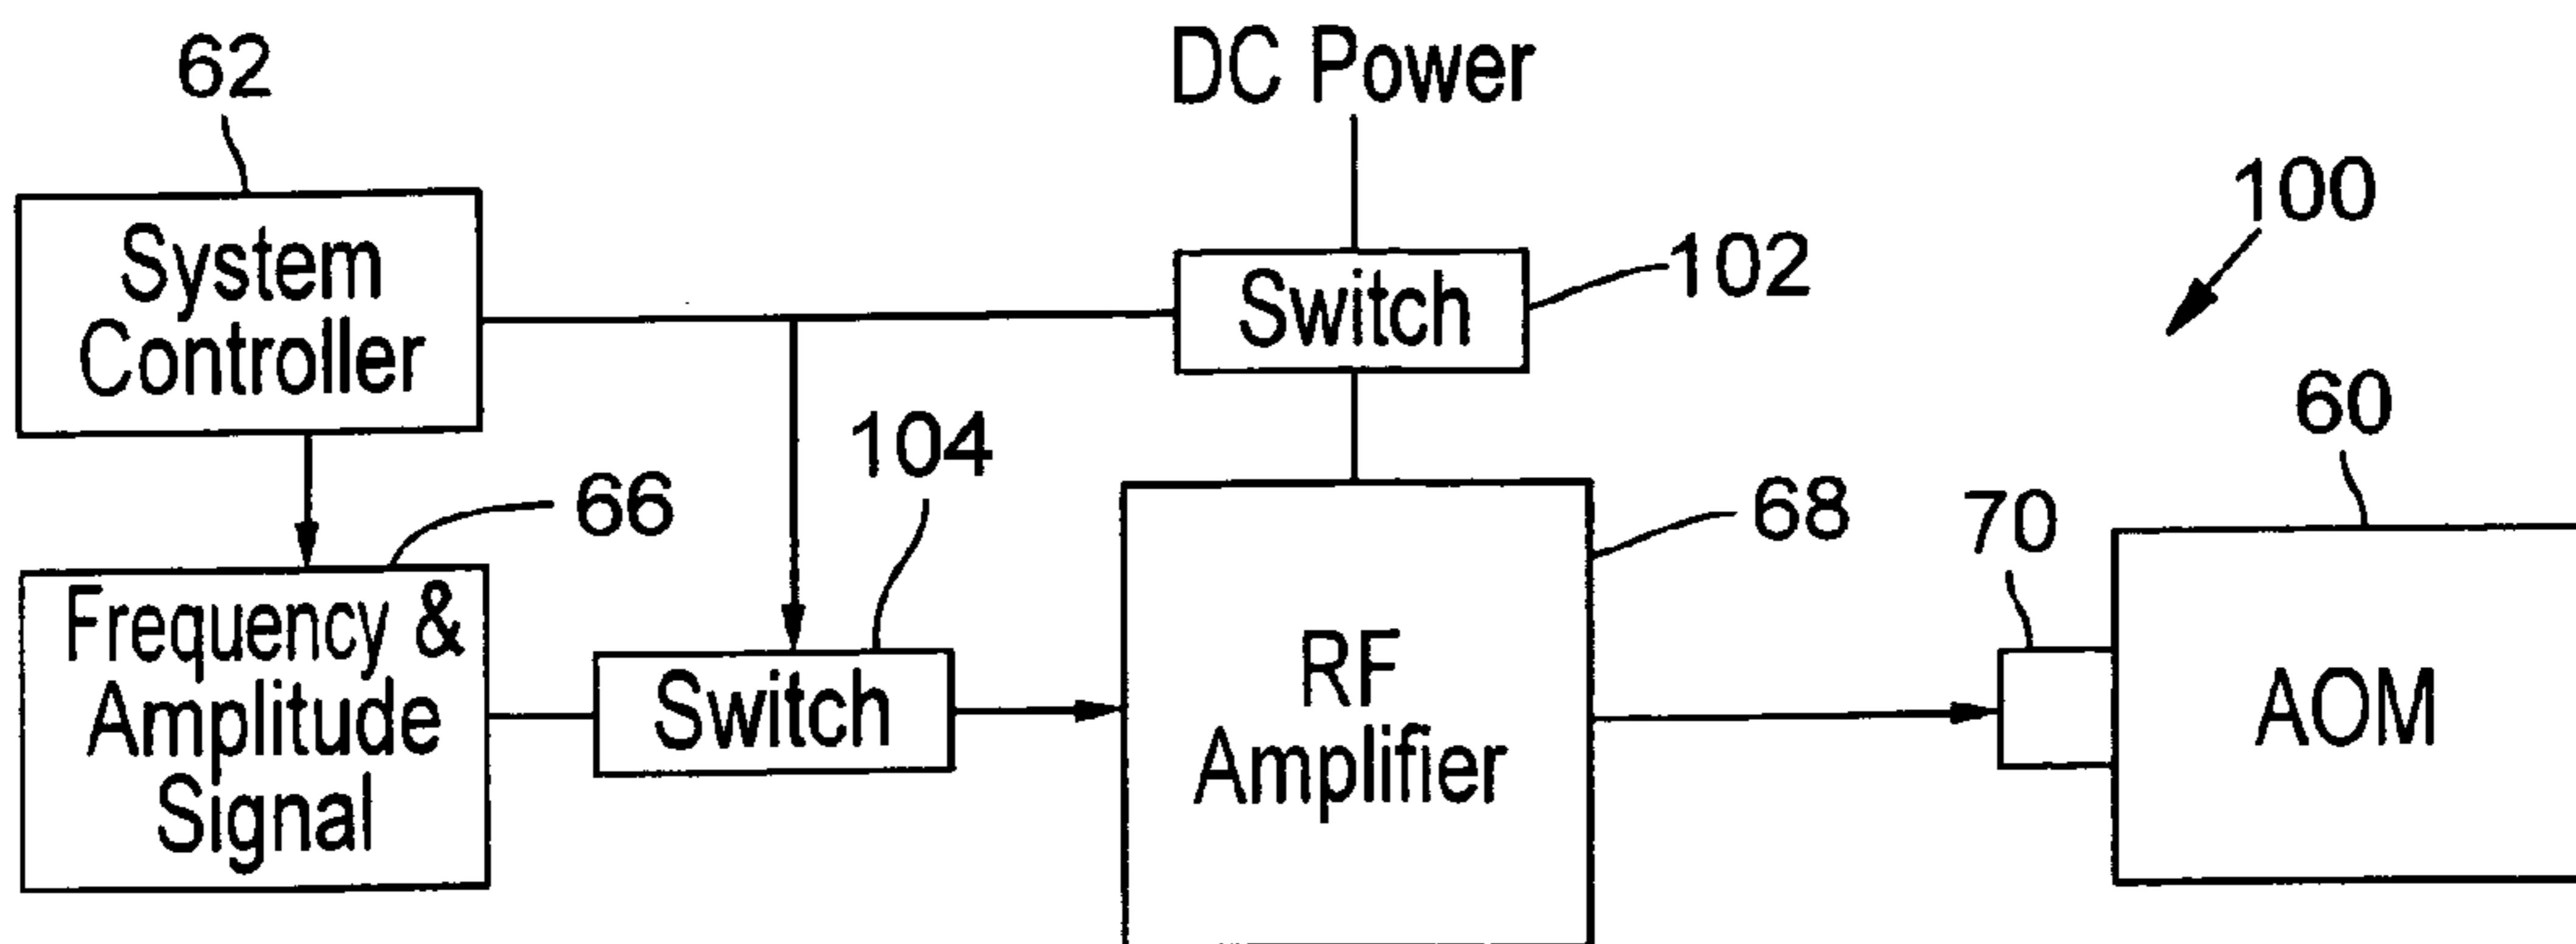 62
DC Power
100
System
Controller
Switch
102
60
104
66
68
70
Frequency &
Amplitude
Signal
Switch
RF
Amplifier
AOM